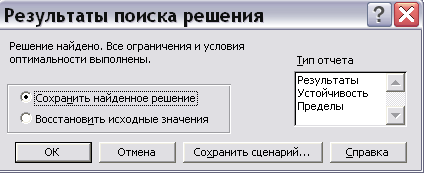 Результаты поиска решения
Решение найдено. Все ограничения и условия
оптимальности выполнены.
Тип отчета
Результаты
Устойчивость
Пределы
Сохранить найденное решение
Восстановить исходные значения
ОК
Отмена
Сохранить сценарий...
Справка